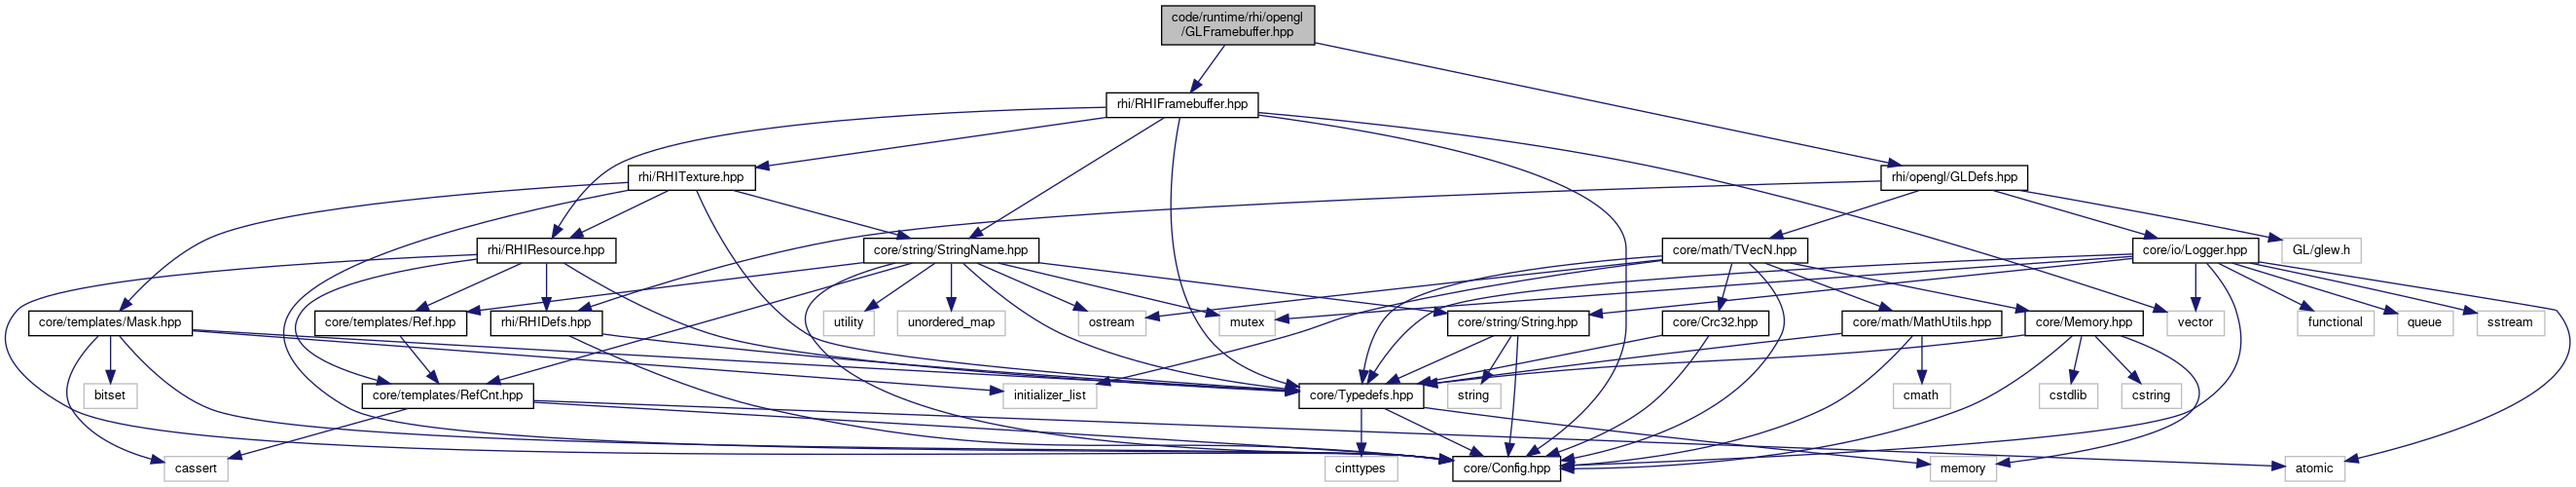 code/runtime/rhi/opengl
/GLFramebuffer.hpp
rhi/RHIFramebuffer.hpp
rhi/RHITexture.hpp
rhi/opengl/GLDefs.hpp
rhi/RHIResource.hpp
core/string/StringName.hpp
core/math/TVecN.hpp
core/io/Logger.hpp
GL/glew.h
core/templates/Mask.hpp
core/templates/Ref.hpp
rhi/RHIDefs.hpp
utility
unordered_map
ostream
mutex
core/string/String.hpp
core/Crc32.hpp
core/math/MathUtils.hpp
core/Memory.hpp
vector
functional
queue
sstream
bitset
core/templates/RefCnt.hpp
initializer_list
core/Typedefs.hpp
string
cmath
cstdlib
cstring
cassert
cinttypes
core/Config.hpp
memory
atomic